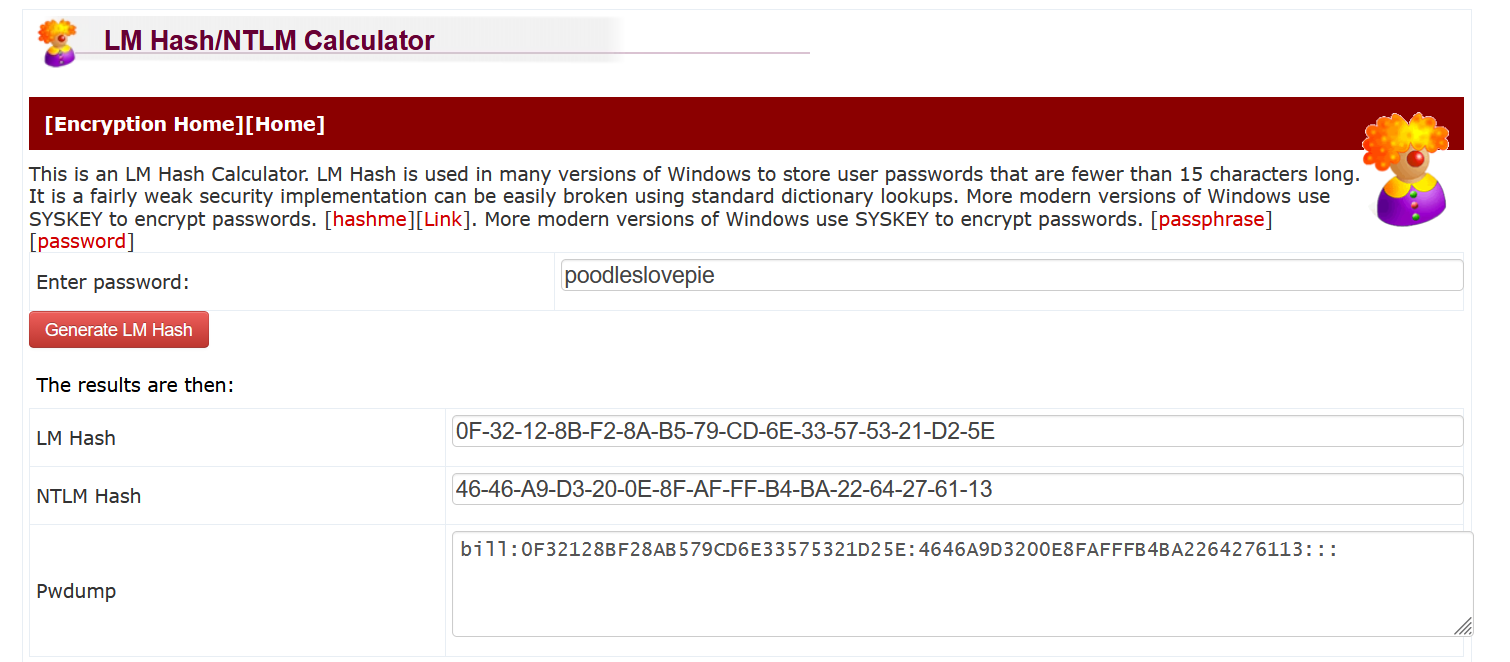 LM Hash/NTLM Calculator
[Encryption Home][Home]
This is an LM Hash Calculator. LM Hash is used in many versions of Windows to store user passwords that are fewer than 15 characters long.
It is a fairly weak security implementation can be easily broken using standard dictionary lookups. More modern versions of Windows use
SYSKEY to encrypt passwords. [hashme][Link]. More modern versions of Windows use SYSKEY to encrypt passwords. [passphrase]
[password]
Enter password:
poodleslovepie
Generate LM Hash
The results are then:
LM Hash
0F-32-12-8B-F2-8A-B5-79-CD-6E-33-57-53-21-D2-5E
NTLM Hash
46-46-A9-D3-20-0E-8F-AF-FF-B4-BA-22-64-27-61-13
Pwdump
bill:0F32128BF28AB579CD6E33575321D25E:4646A9D3200E8FAFFFB4BA2264276113:::